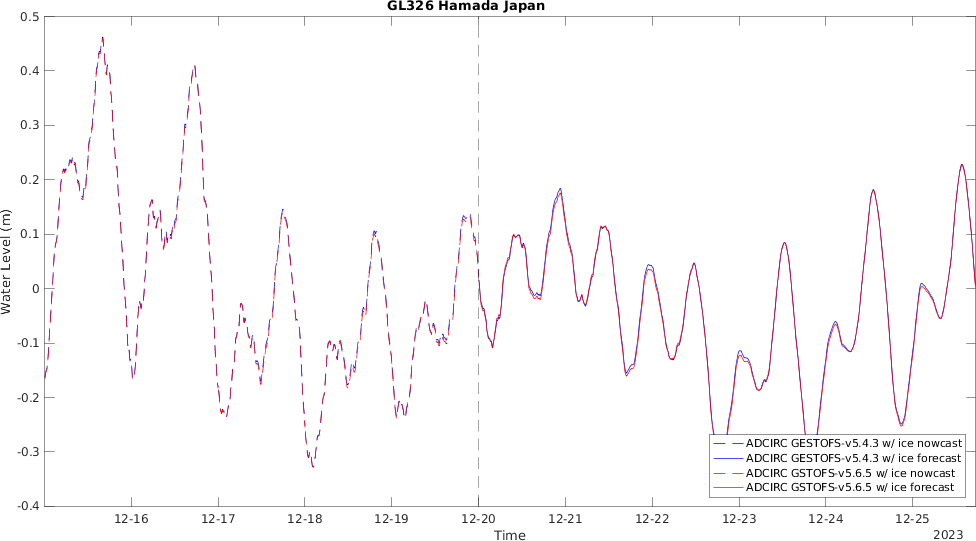 GL326 Hamada Japan
0.5
0.4
0.3
0.2
0.1
0
-0.1
-0.2
-0.3
-0.4
Water Level (m)
ADCIRC GESTOFS-v5.4.3 w/ ice nowcast
ADCIRC GESTOFS-v5.4.3 w/ ice forecast
ADCIRC GSTOFS-v5.6.5 w/ ice nowcast
ADCIRC GSTOFS-v5.6.5 w/ ice forecast
12-16 12-17 12-18 12-19 12-20 12-21 12-22 12-23 12-24 12-25
Time
2023